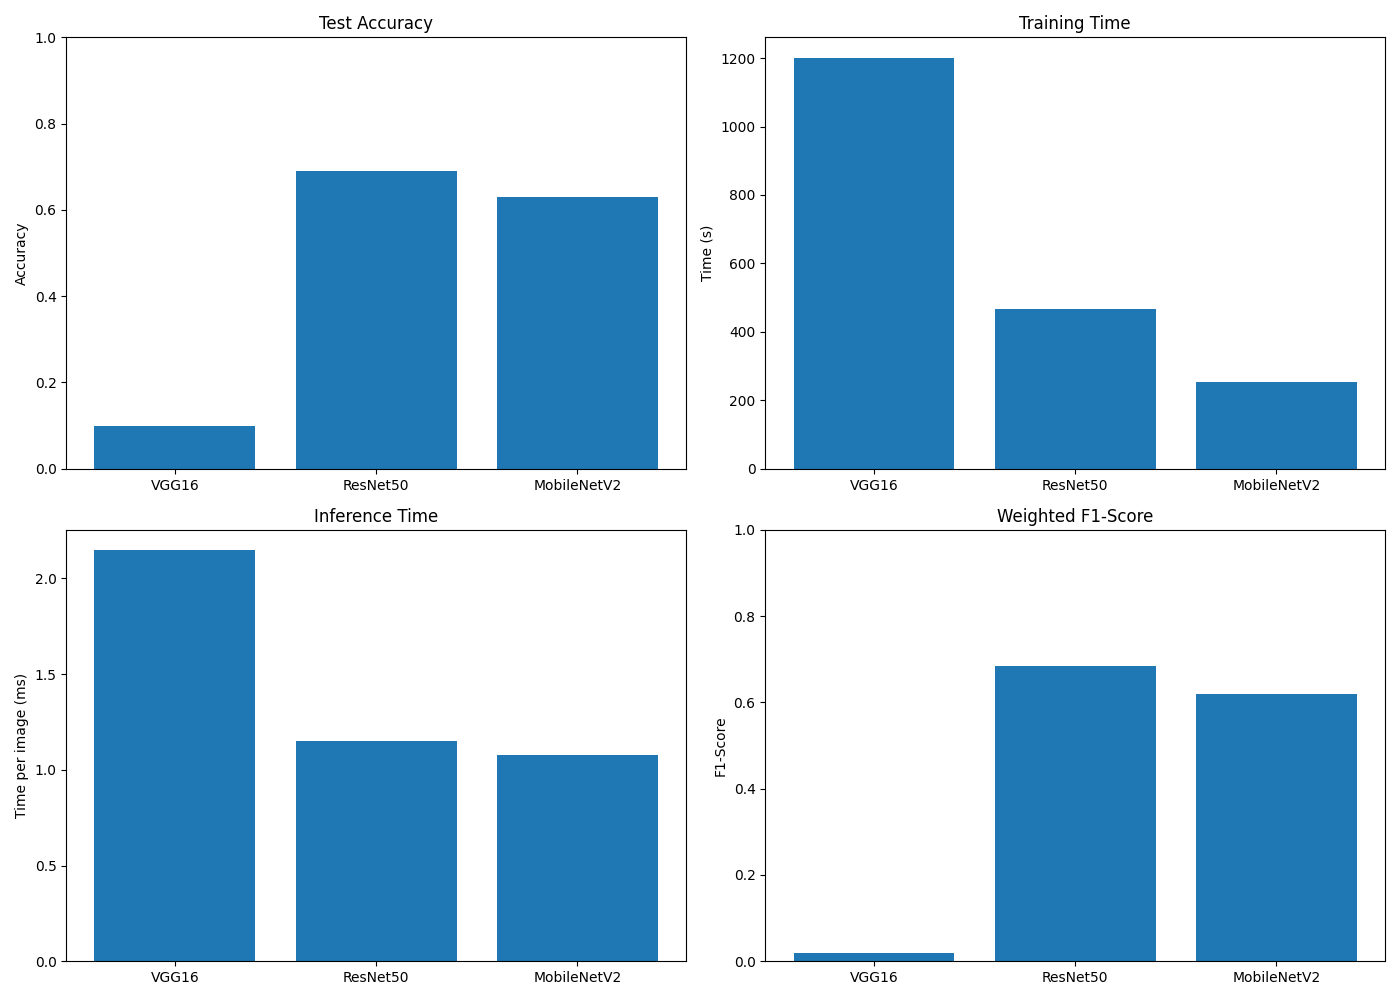 Test Accuracy
Accuracy
1.0
0.8
0.6
0.4
0.2
0.0
VGG16 ResNet50 MobileNetV2
Training Time
Time (s)
1200
1000
800
600
400
200
0
VGG16 ResNet50 MobileNetV2
Inference Time
Time per image (ms)
2.0
1.5
1.0
0.5
0.0
VGG16 ResNet50 MobileNetV2
Weighted F1-Score
F1-Score
1.0
0.8
0.6
0.4
0.2
0.0
VGG16 ResNet50 MobileNetV2